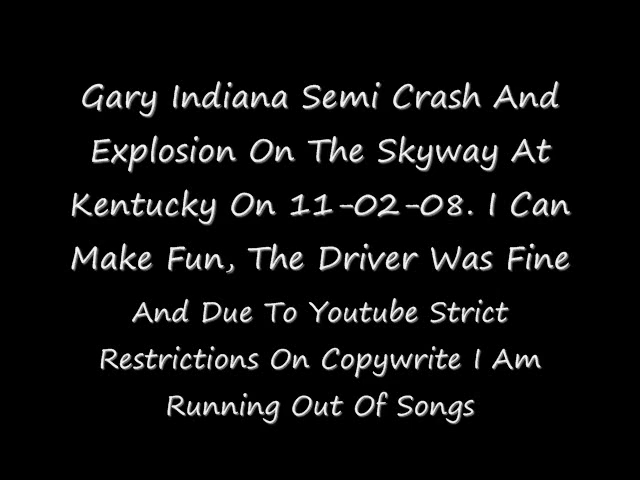 Gary Indiana Semi Crash And
Explosion On The Skyway At
Kentucky On 11-02-08. I Can
Make Fun, The Driver Was Fine
And Due To Youtube Strict
Restrictions On Copywrite I Am
Running Out Of Songs